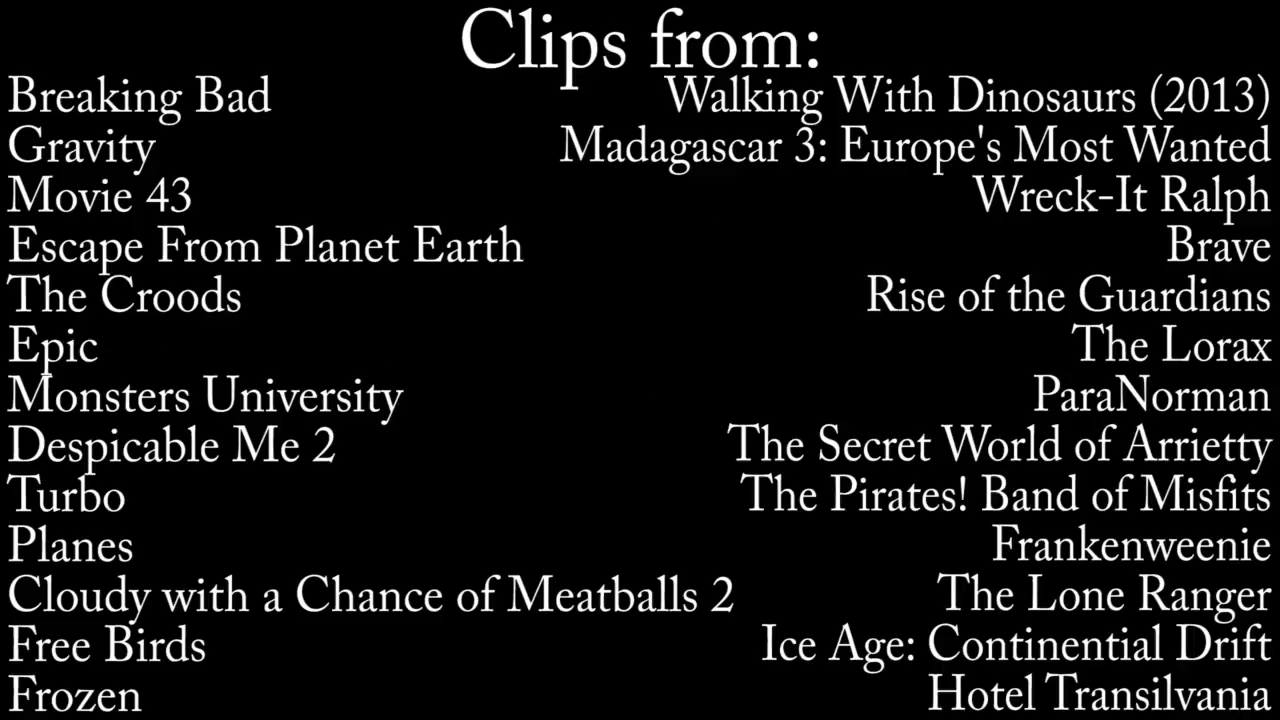 Clips from:
Breaking Bad
Gravity
Movie 43
Escape From Planet Earth
The Croods
Epic
Monsters University
Despicable Me 2
Turbo
Planes
Cloudy with a Chance of Meatballs 2
Free Birds
Frozen
Walking With Dinosaurs (2013)
Madagascar 3: Europe's Most Wanted
Wreck-It Ralph
Brave
Rise of the Guardians
The Lorax
ParaNorman
The Secret World of Arrietty
The Pirates! Band of Misfits
Frankenweenie
The Lone Ranger
Ice Age: Continential Drift
Hotel Transilvania